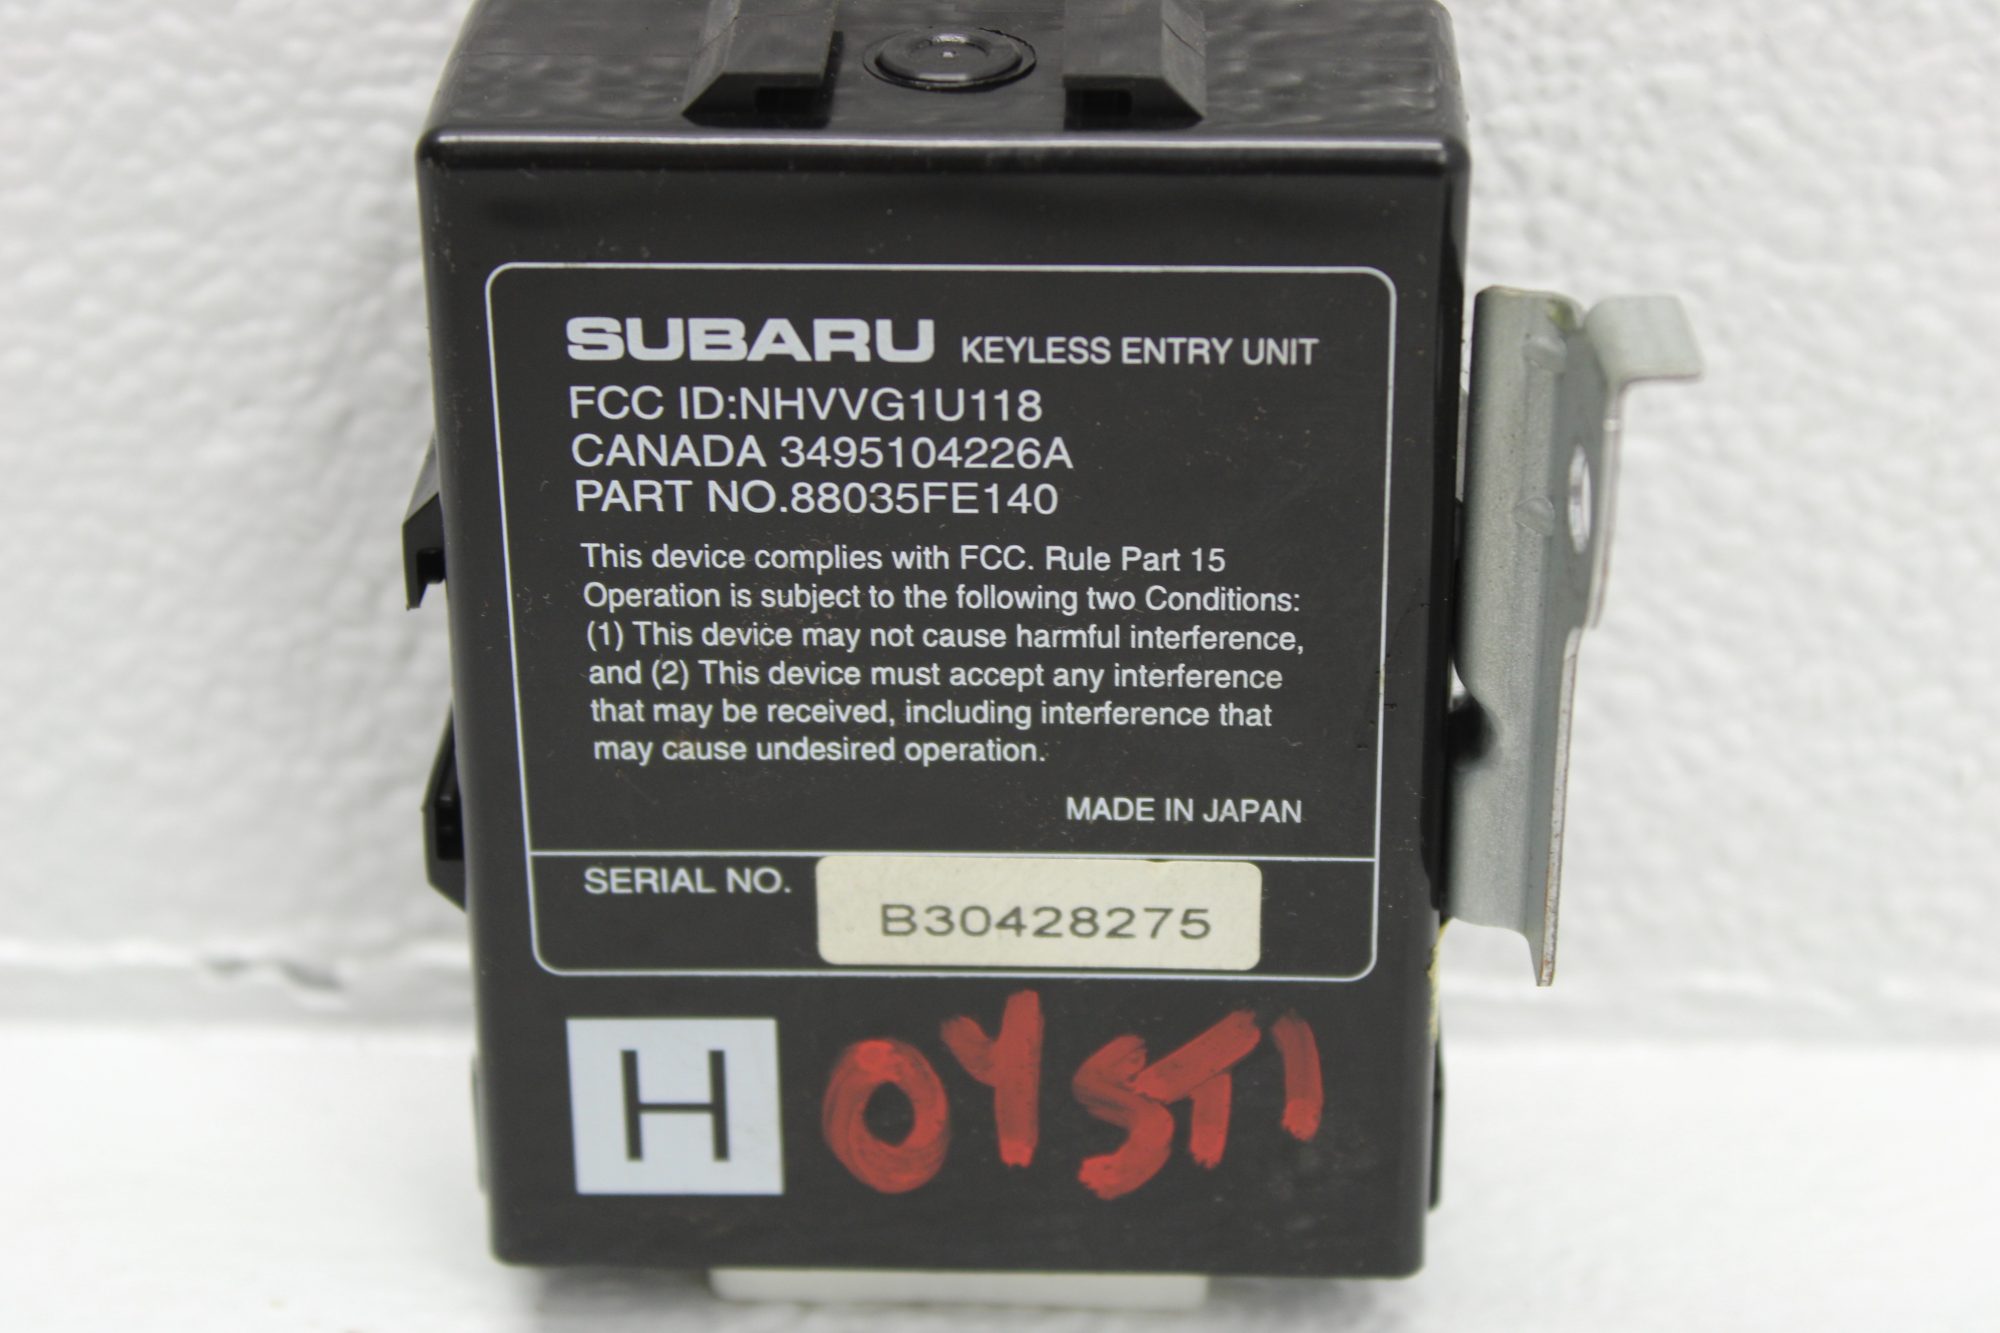 SUBARU KEYLESS ENTRY UNIT
FCC ID:NHVVG1U118
CANADA 3495104226A
PART NO.88035FE140
This device complies with FCC. Rule Part 15
Operation is subject to the following two Conditions:
(1) This device may not cause harmful interference,
and (2) This device must accept any interference
that may be received, including interference that
may cause undesired operation.
MADE IN JAPAN
SERIAL NO. B30428275
H 04STI